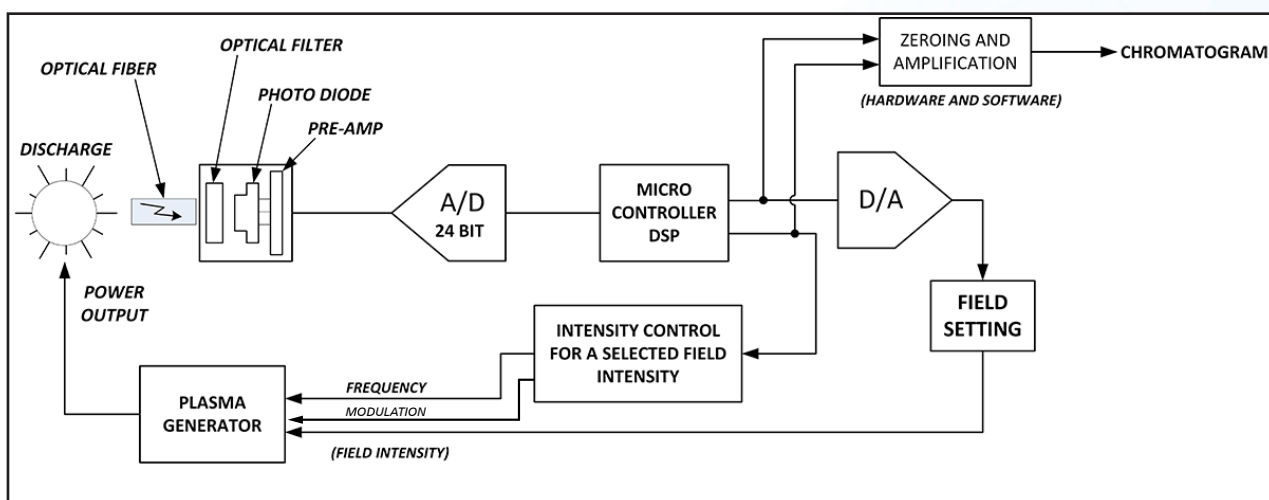 OPTICAL FILTER
OPTICAL FIBER
PHOTO DIODE
PRE-AMP
DISCHARGE
ZEROING AND
AMPLIFICATION
(HARDWARE AND SOFTWARE)
CHROMATOGRAM
A/D
24 BIT
MICRO
CONTROLLER
DSP
D/A
FIELD
SETTING
POWER
OUTPUT
INTENSITY CONTROL
FOR A SELECTED FIELD
INTENSITY
PLASMA
GENERATOR
FREQUENCY
MODULATION
(FIELD INTENSITY)